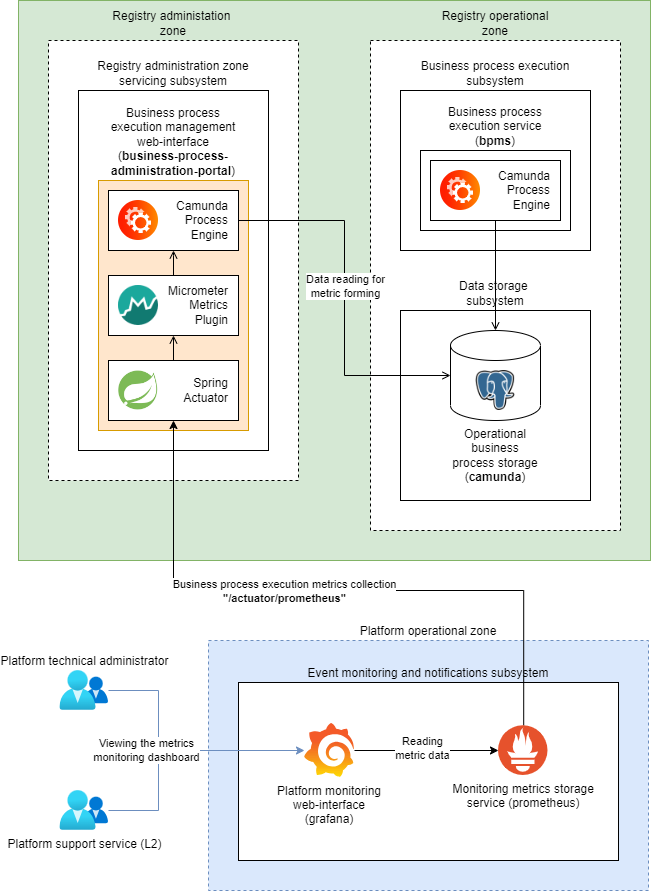 Registry administation
zone
Registry operational
zone
Registry administration zone
servicing subsystem
Business process execution
subsystem
Business process
execution management
web-interface
(business-process-
administration-portal)
Business process
execution service
(bpms)
Camunda
Process
Engine
Camunda
Process
Engine
Data reading for
metric forming
Data storage
subsystem
Micrometer
Metrics
Plugin
Spring
Actuator
Operational
business
process storage
(camunda)
Business process execution metrics collection
"/actuator/prometheus"
Platform operational zone
Platform technical administrator
Event monitoring and notifications subsystem
Viewing the metrics
monitoring dashboard
Reading
metric data
Platform monitoring
web-interface
(grafana)
Monitoring metrics storage
service (prometheus)
Platform support service (L2)